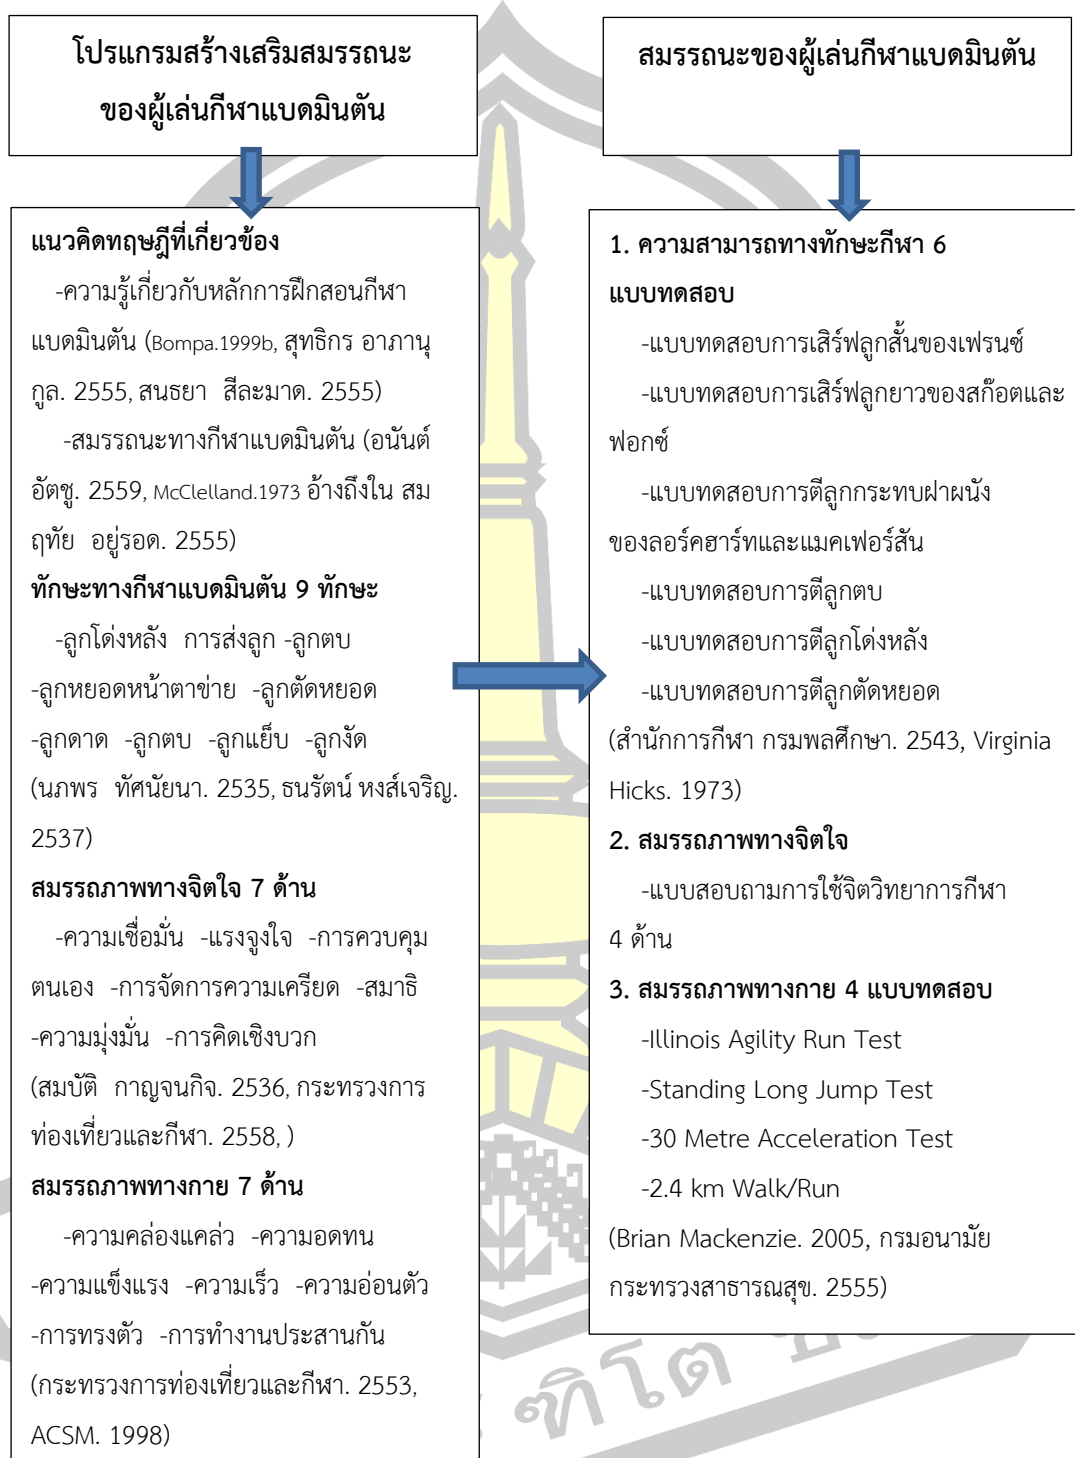 โปรแกรมสร้างเสริมสมรรถนะ
ของผู้เล่นกีฬาแบดมินตัน
แนวคิดทฤษฎีที่เกี่ยวข้อง
-ความรู้เกี่ยวกับหลักการฝึกสอนกีฬา
แบดมินตัน (Bompa.1999b, สุทธิกร อาภานุ
กูล. 2555, สนธยา สีละมาด. 2555)
-สมรรถนะทางกีฬาแบดมินตัน (อนันต์
อัตชู. 2559, McClelland.1973 อ้างถึงใน สม
ฤทัย อยู่รอด. 2555)
ทักษะทางกีฬาแบดมินตัน 9 ทักษะ
-ลูกโด่งหลัง การส่งลูก -ลูกตบ
-ลูกหยอดหน้าตาข่าย -ลูกตัดหยอด
-ลูกดาด -ลูกตบ -ลูกแย็บ -ลูกงัด
(นภพร ทัศนัยนา. 2535, ธนรัตน์ หงส์เจริญ.
2537)
สมรรถภาพทางจิตใจ 7 ด้าน
-ความเชื่อมั่น -แรงจูงใจ -การควบคุม
ตนเอง -การจัดการความเครียด -สมาธิ
-ความมุ่งมั่น -การคิดเชิงบวก
(สมบัติ กาญจนกิจ. 2536, กระทรวงการ
ท่องเที่ยวและกีฬา. 2558, )
สมรรถภาพทางกาย 7 ด้าน
-ความคล่องแคล่ว -ความอดทน
-ความแข็งแรง -ความเร็ว -ความอ่อนตัว
-การทรงตัว -การทำงานประสานกัน
(กระทรวงการท่องเที่ยวและกีฬา. 2553,
ACSM. 1998)
สมรรถนะของผู้เล่นกีฬาแบดมินตัน
1. ความสามารถทางทักษะกีฬา 6
แบบทดสอบ
-แบบทดสอบการเสิร์ฟลูกสั้นของเฟรนซ์
-แบบทดสอบการเสิร์ฟลูกยาวของสก๊อตและ
ฟอกซ์
-แบบทดสอบการตีลูกกระทบฝาผนัง
ของลอร์คฮาร์ทและแมคเฟอร์สัน
-แบบทดสอบการตีลูกตบ
-แบบทดสอบการตีลูกโด่งหลัง
-แบบทดสอบการตีลูกตัดหยอด
(สำนักการกีฬา กรมพลศึกษา. 2543, Virginia
Hicks. 1973)
2. สมรรถภาพทางจิตใจ
-แบบสอบถามการใช้จิตวิทยาการกีฬา
4 ด้าน
3. สมรรถภาพทางกาย 4 แบบทดสอบ
-Illinois Agility Run Test
-Standing Long Jump Test
-30 Metre Acceleration Test
-2.4 km Walk/Run
(Brian Mackenzie. 2005, กรมอนามัย
กระทรวงสาธารณสุข. 2555)